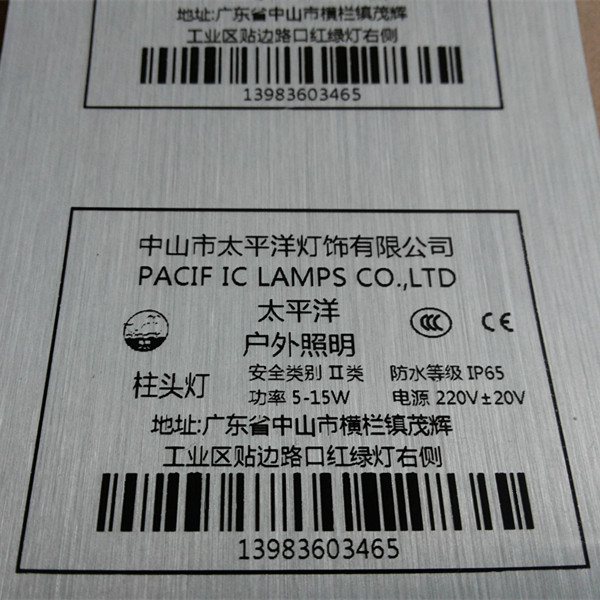 地址:广东省中山市横栏镇茂辉
工业区贴边路口红绿灯右侧
13983603465
中山市太平洋灯饰有限公司
PACIF IC LAMPS CO.,LTD
太平洋
户外照明
CCC CE
柱头灯
安全类别 II类 防水等级 IP65
功率 5-15W 电源 220V±20V
地址:广东省中山市横栏镇茂辉
工业区贴边路口红绿灯右侧
13983603465